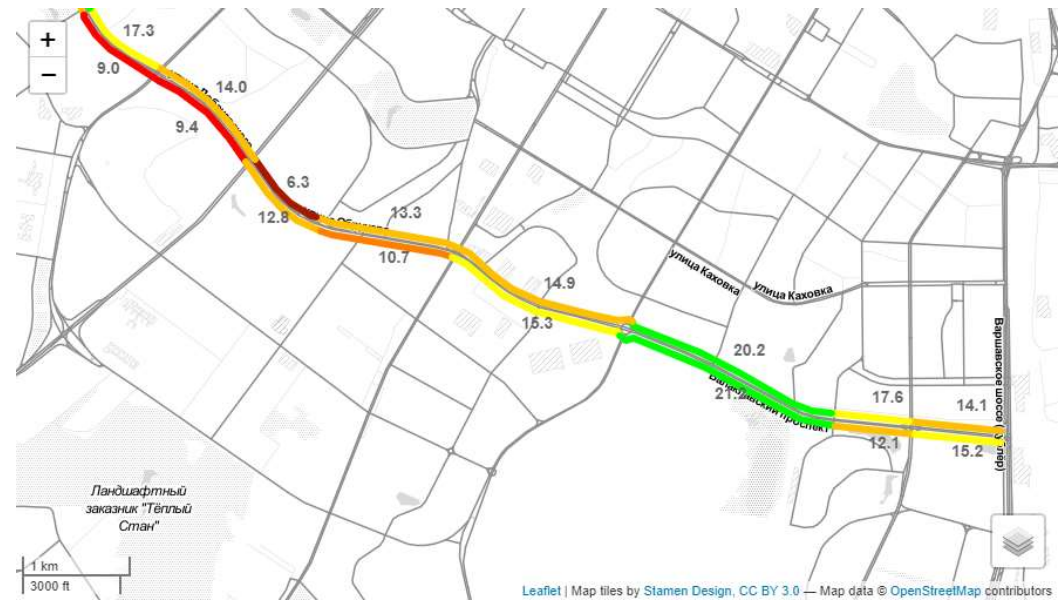 +
−
17.3
9.0
14.0
9.4
6.3
12.8
13.3
10.7
14.9
15.3
улица Каховка
улица Каховка
20.2
21.2
17.6
14.1
12.1
15.2
Ландшафтный
заказник "Тёплый
Стан"
1 km
3000 ft
Leaflet | Map tiles by Stamen Design, CC BY 3.0 — Map data © OpenStreetMap contributors